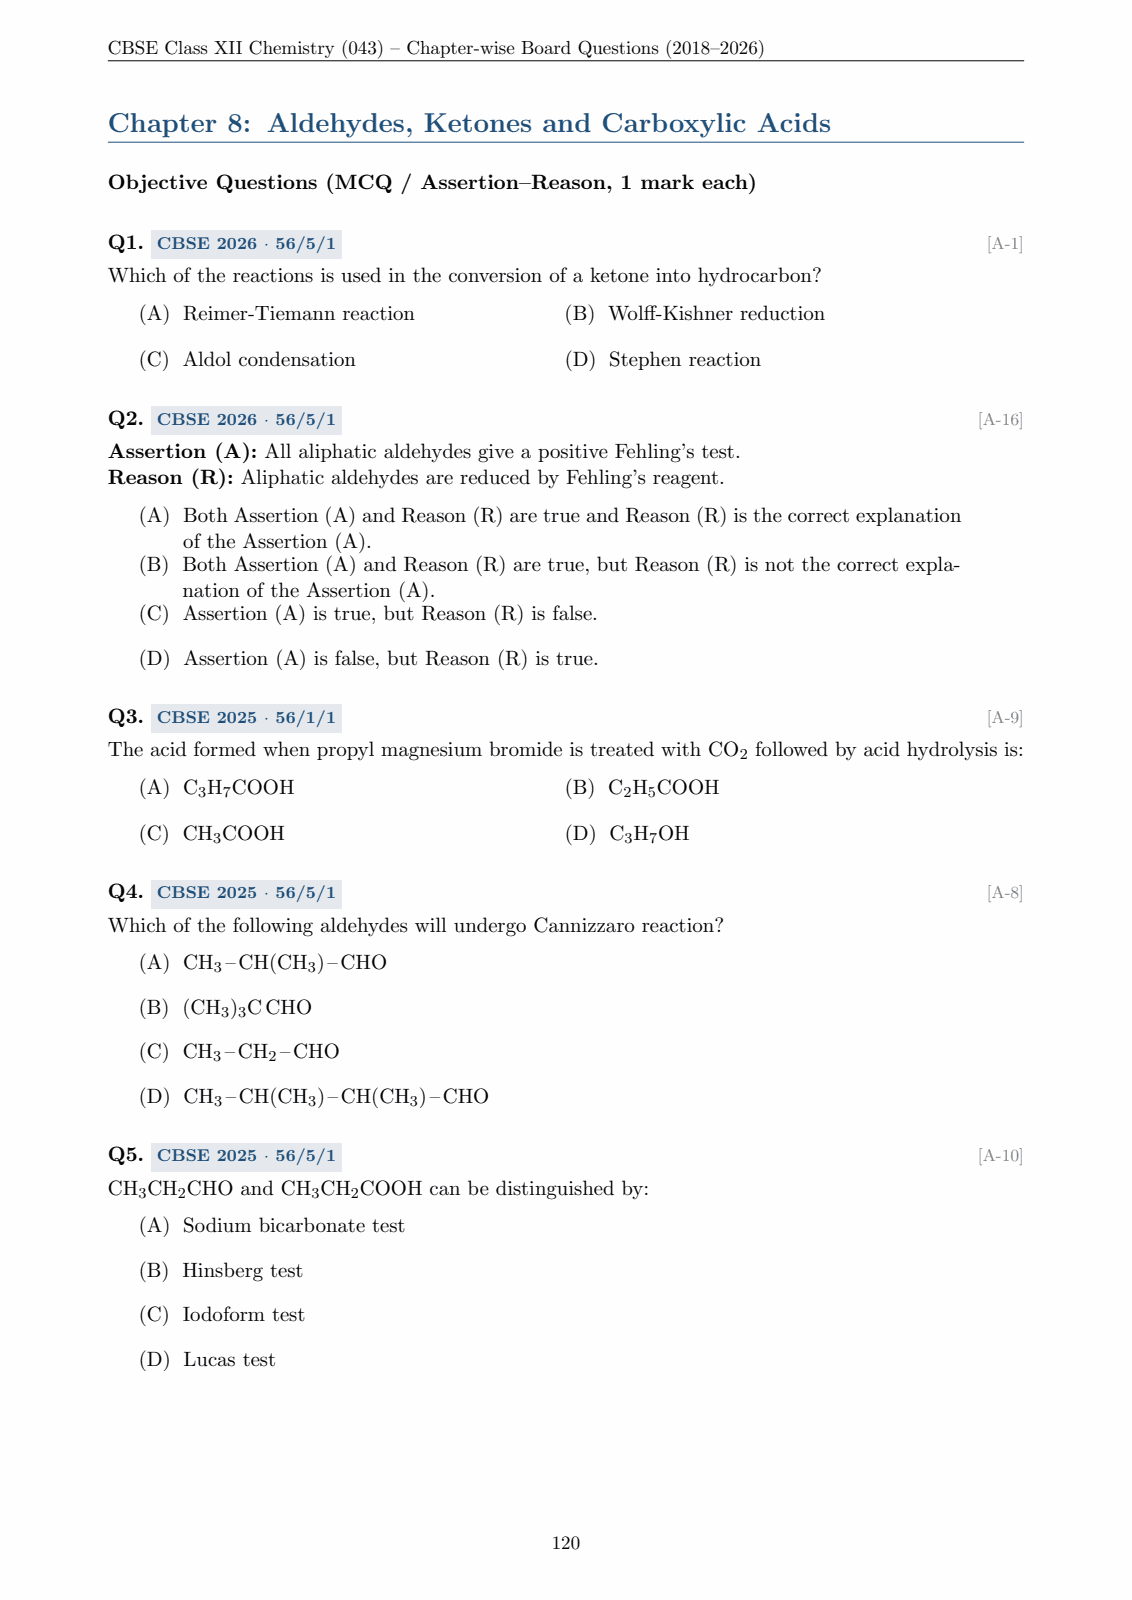 CBSE Class XII Chemistry (043) – Chapter-wise Board Questions (2018–2026)
Chapter 8: Aldehydes, Ketones and Carboxylic Acids
Objective Questions (MCQ / Assertion–Reason, 1 mark each)
Q1. CBSE 2026 · 56/5/1 [A-1]
Which of the reactions is used in the conversion of a ketone into hydrocarbon?
(A) Reimer-Tiemann reaction (B) Wolff-Kishner reduction
(C) Aldol condensation (D) Stephen reaction
Q2. CBSE 2026 · 56/5/1 [A-16]
Assertion (A): All aliphatic aldehydes give a positive Fehling's test.
Reason (R): Aliphatic aldehydes are reduced by Fehling's reagent.
(A) Both Assertion (A) and Reason (R) are true and Reason (R) is the correct explanation
of the Assertion (A).
(B) Both Assertion (A) and Reason (R) are true, but Reason (R) is not the correct expla-
nation of the Assertion (A).
(C) Assertion (A) is true, but Reason (R) is false.
(D) Assertion (A) is false, but Reason (R) is true.
Q3. CBSE 2025 · 56/1/1 [A-9]
The acid formed when propyl magnesium bromide is treated with CO₂ followed by acid hydrolysis is:
(A) C₃H₇COOH (B) C₂H₅COOH
(C) CH₃COOH (D) C₃H₇OH
Q4. CBSE 2025 · 56/5/1 [A-8]
Which of the following aldehydes will undergo Cannizzaro reaction?
(A) CH₃–CH(CH₃)–CHO
(B) (CH₃)₃C CHO
(C) CH₃–CH₂–CHO
(D) CH₃–CH(CH₃)–CH(CH₃)–CHO
Q5. CBSE 2025 · 56/5/1 [A-10]
CH₃CH₂CHO and CH₃CH₂COOH can be distinguished by:
(A) Sodium bicarbonate test
(B) Hinsberg test
(C) Iodoform test
(D) Lucas test
120